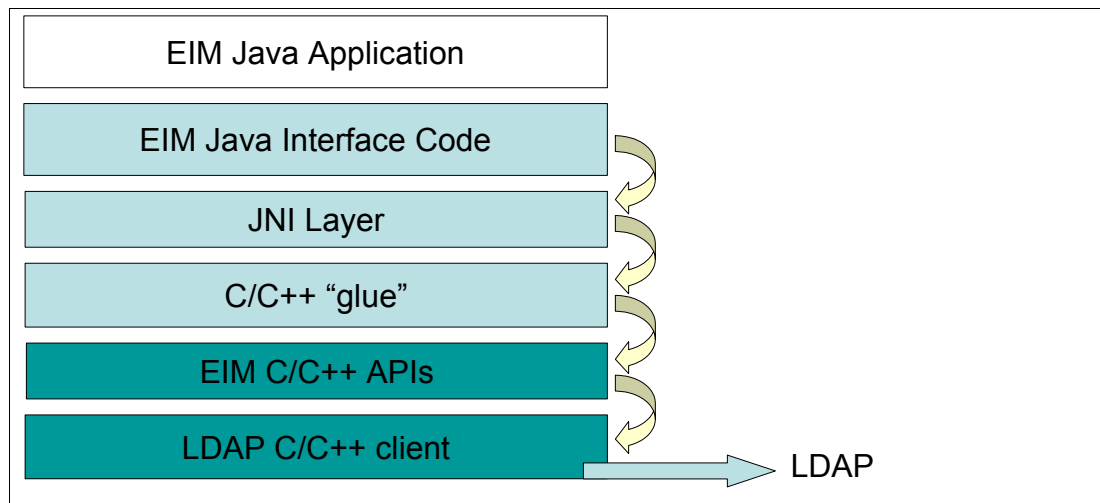 EIM Java Application
EIM Java Interface Code
JNI Layer
C/C++ “glue”
EIM C/C++ APIs
LDAP C/C++ client
LDAP